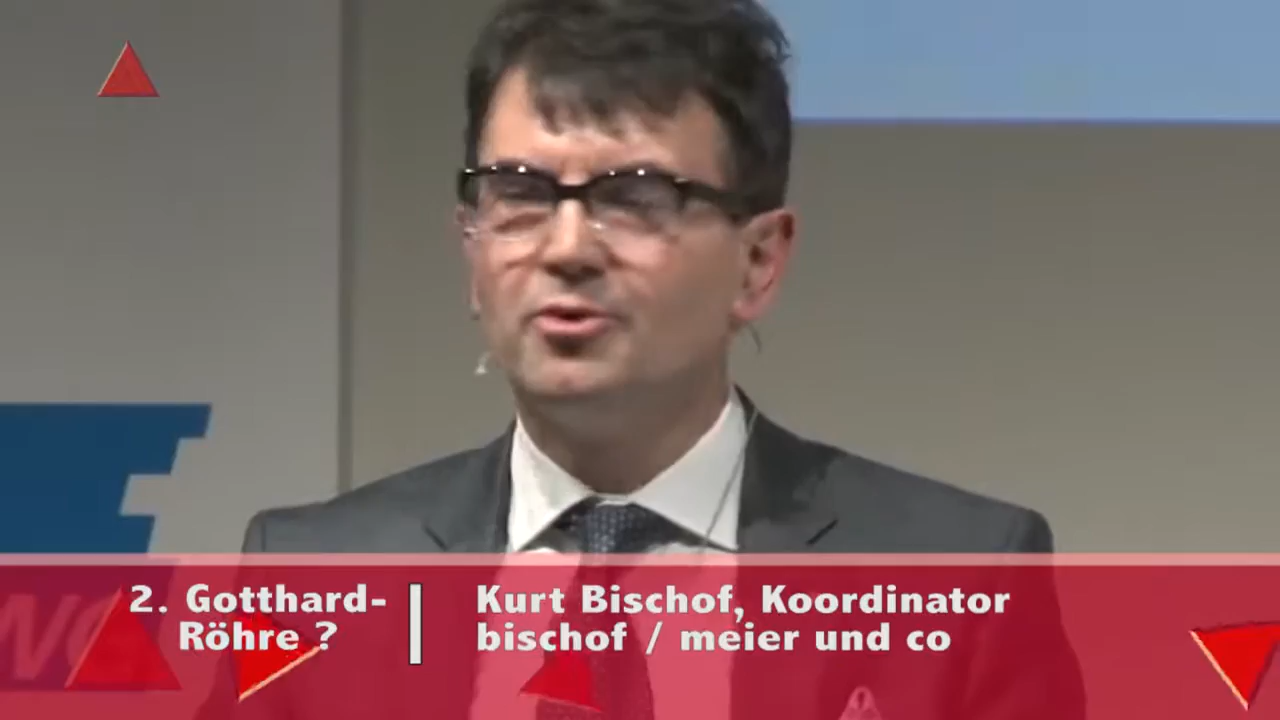 2. Gotthard-
Röhre ?
Kurt Bischof, Koordinator
bischof / meier und co